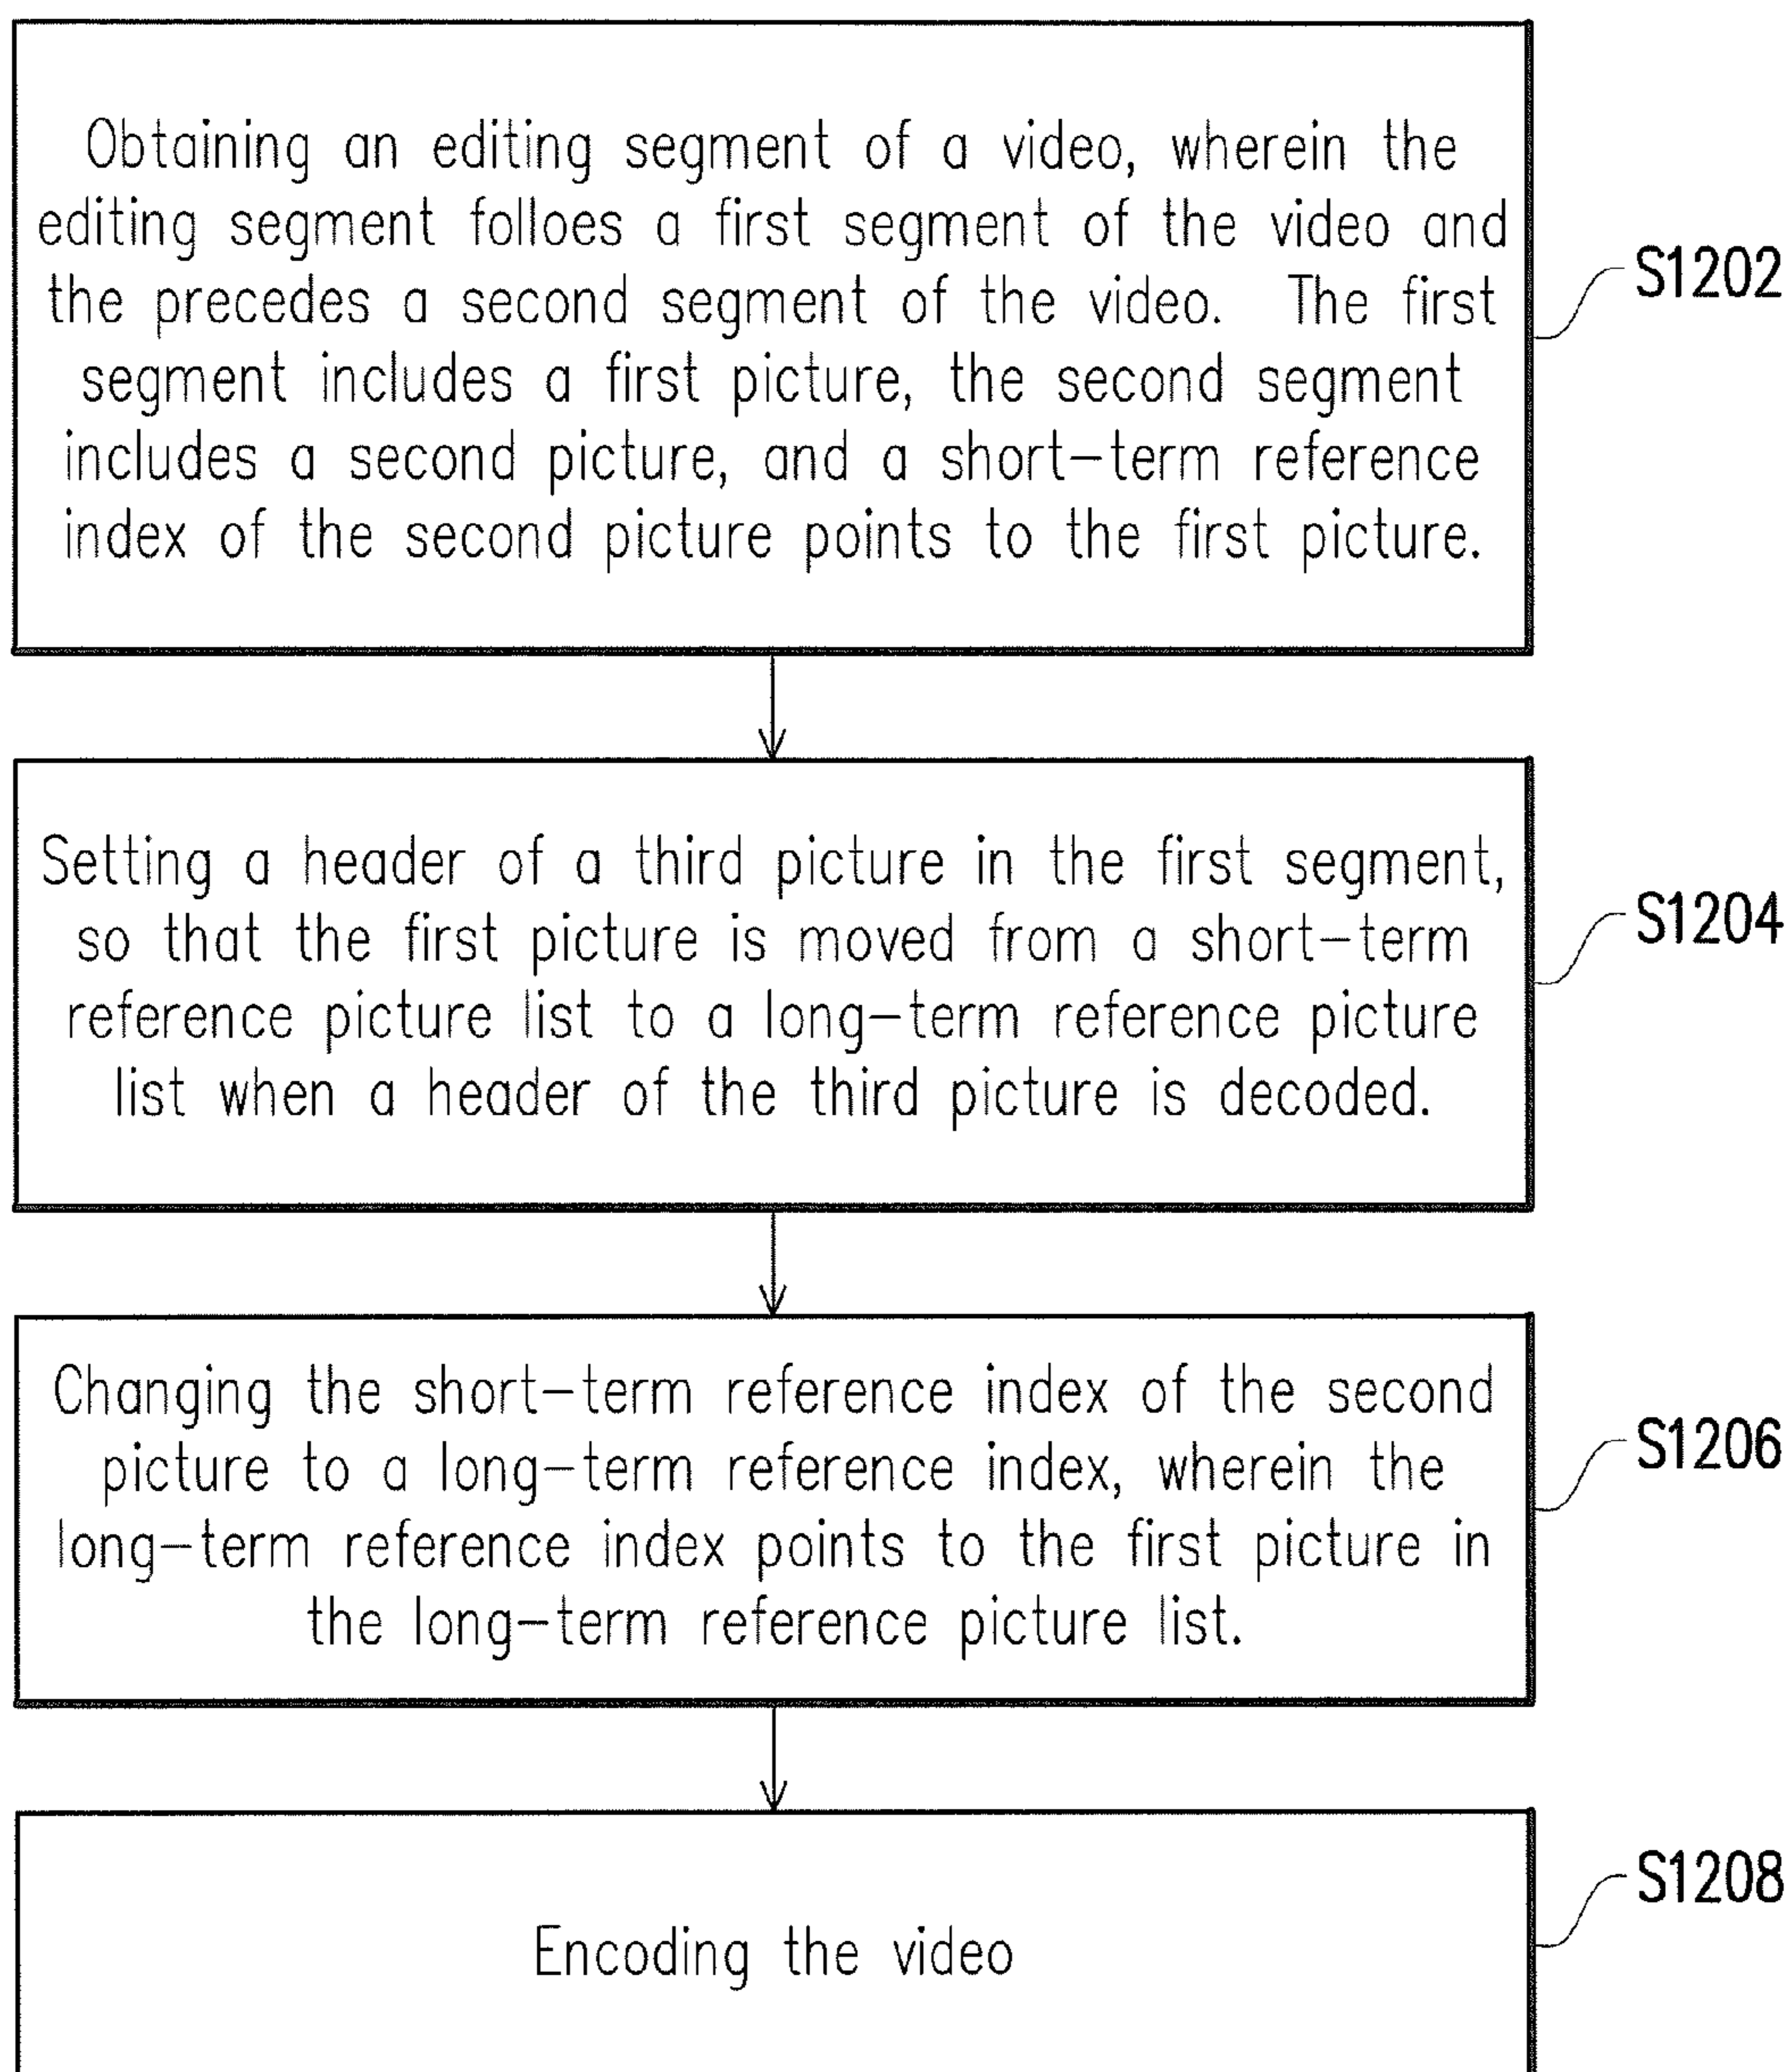 Obtaining an editing segment of a video, wherein the
editing segment folloes a first segment of the video and
the precedes a second segment of the video. The first
segment includes a first picture, the second segment
includes a second picture, and a short-term reference
index of the second picture points to the first picture.
S1202
Setting a header of a third picture in the first segment,
so that the first picture is moved from a short-term
reference picture list to a long-term reference picture
list when a header of the third picture is decoded.
S1204
Changing the short-term reference index of the second
picture to a long-term reference index, wherein the
long-term reference index points to the first picture in
the long-term reference picture list.
S1206
Encoding the video
S1208